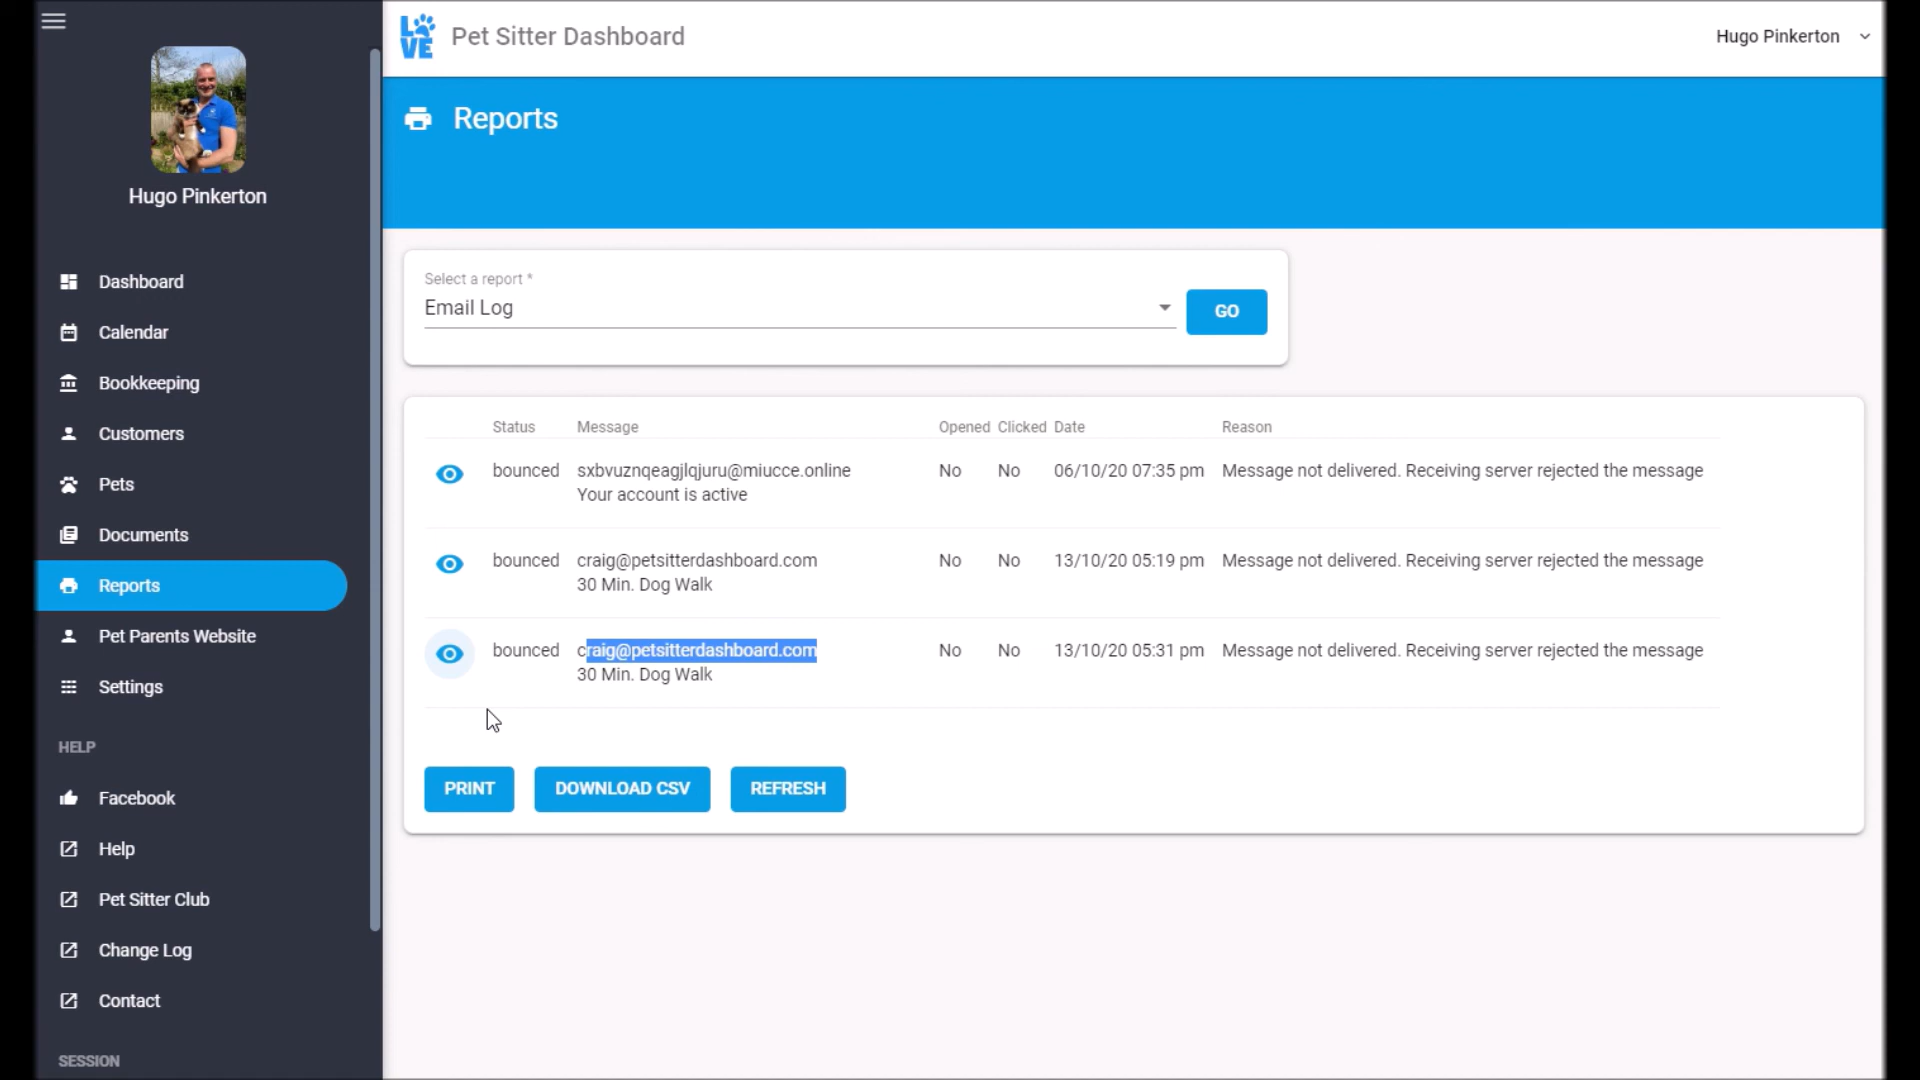 LOVE
Pet Sitter Dashboard
Hugo Pinkerton
Hugo Pinkerton
Dashboard
Calendar
Bookkeeping
Customers
Pets
Documents
Reports
Pet Parents Website
Settings
HELP
Facebook
Help
Pet Sitter Club
Change Log
Contact
SESSION
Reports
Select a report *
Email Log
GO
Status Message Opened Clicked Date Reason
bounced sxbvuznqeagjlqjuru@miucce.online No No 06/10/20 07:35 pm Message not delivered. Receiving server rejected the message
Your account is active
bounced craig@petsitterdashboard.com No No 13/10/20 05:19 pm Message not delivered. Receiving server rejected the message
30 Min. Dog Walk
bounced craig@petsitterdashboard.com No No 13/10/20 05:31 pm Message not delivered. Receiving server rejected the message
30 Min. Dog Walk
PRINT DOWNLOAD CSV REFRESH